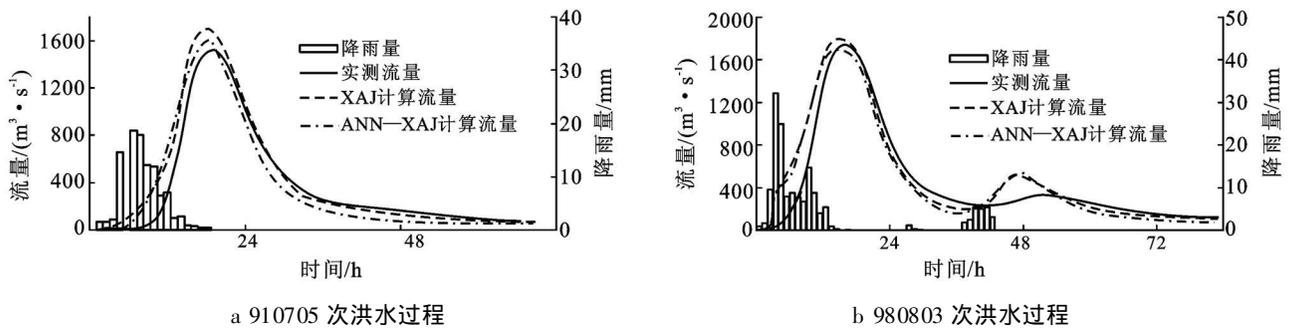 1600
1200
800
400
0
流量/(m³·s⁻¹)
40
30
20
10
0
降雨量/mm
降雨量
实测流量
XAJ计算流量
ANN—XAJ计算流量
24
48
时间/h
a 910705 次洪水过程
2000
1600
1200
800
400
0
流量/(m³·s⁻¹)
50
40
30
20
10
0
降雨量/mm
降雨量
实测流量
XAJ计算流量
ANN—XAJ计算流量
24
48
72
时间/h
b 980803 次洪水过程